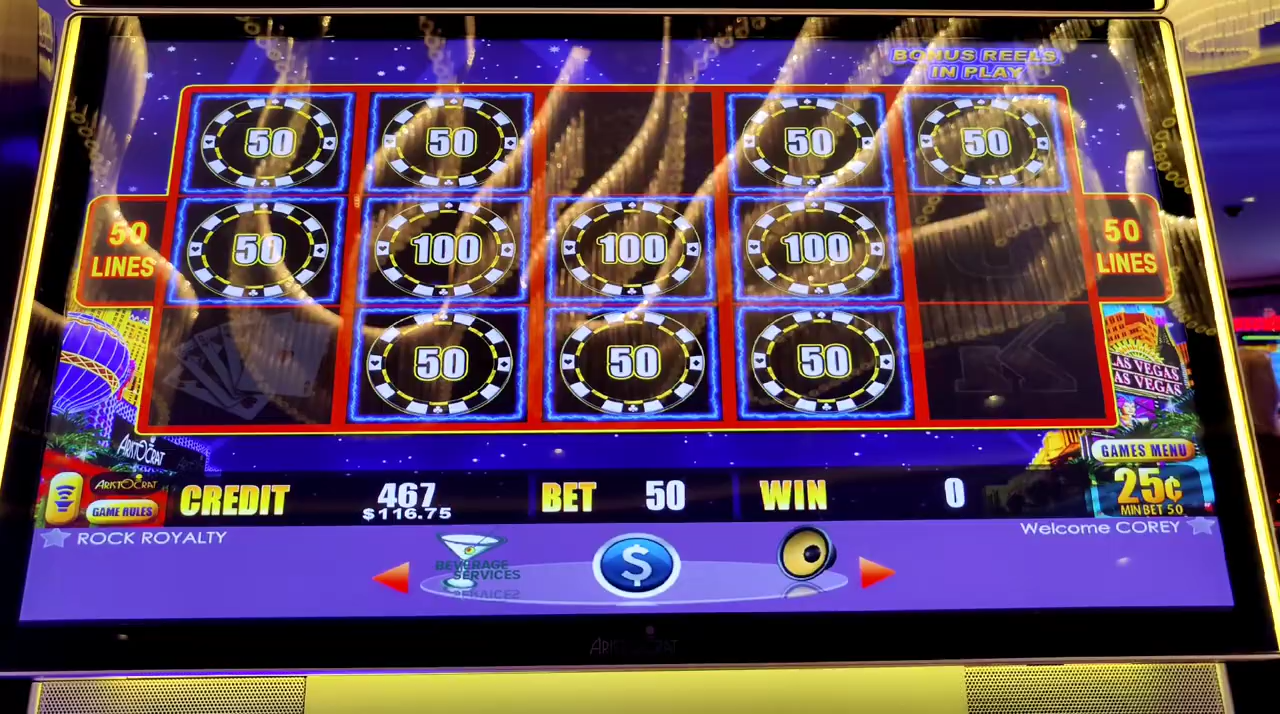 BONUS REELS
IN PLAY
50 50 50 50
50 100 100 100
50 50 50
50
LINES
50
LINES
K
LAS VEGAS
LAS VEGAS
ARISTOCRAT
ARISTOCRAT
GAME RULES
CREDIT 467 BET 50 WIN 0
$116.75
GAMES MENU
25¢
MIN BET 50
ROCK ROYALTY
Welcome COREY
BEVERAGE
SERVICES
$
ARISTOCRAT